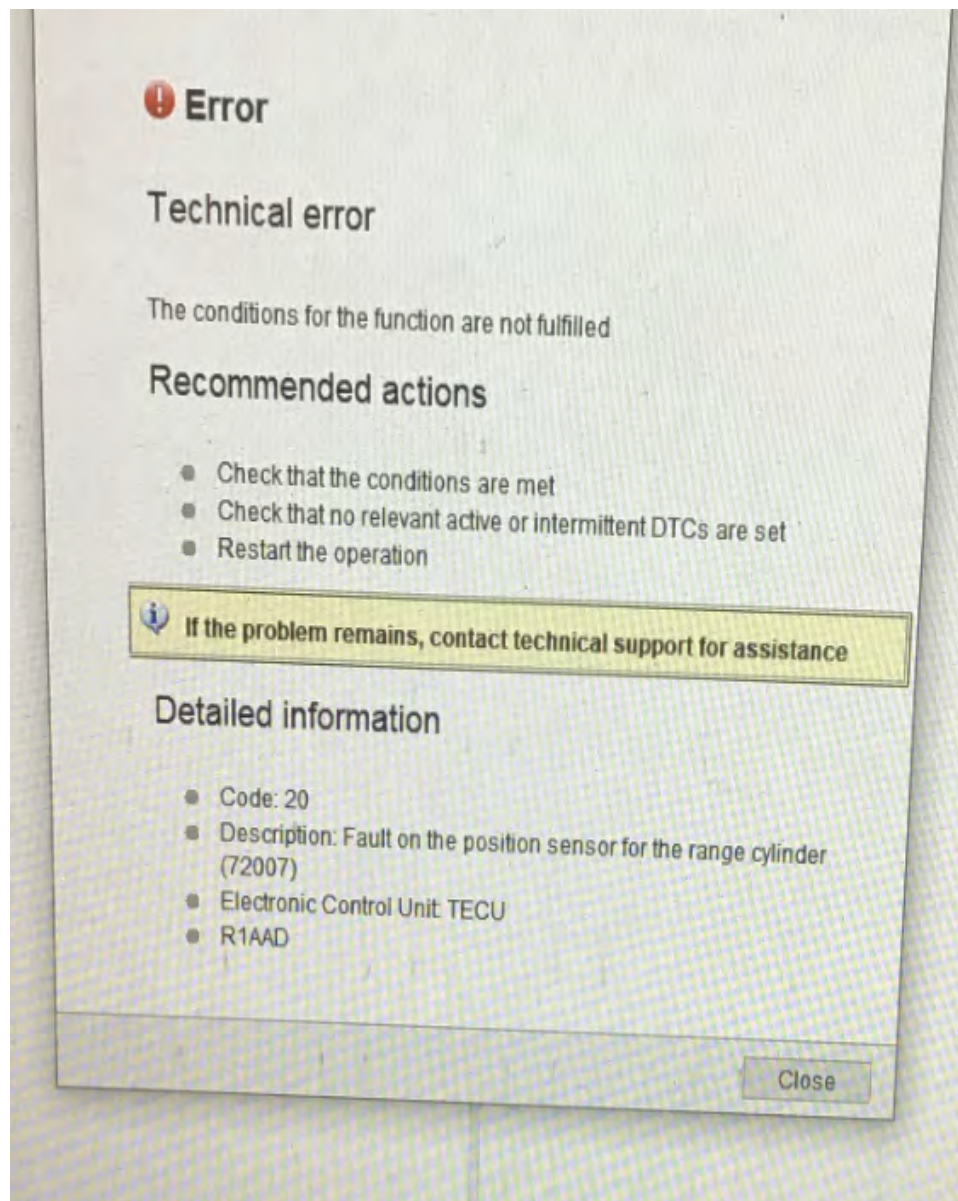 Error
Technical error
The conditions for the function are not fulfilled
Recommended actions
Check that the conditions are met
Check that no relevant active or intermittent DTCs are set
Restart the operation
If the problem remains, contact technical support for assistance
Detailed information
Code: 20
Description: Fault on the position sensor for the range cylinder
(72007)
Electronic Control Unit: TECU
R1AAD
Close